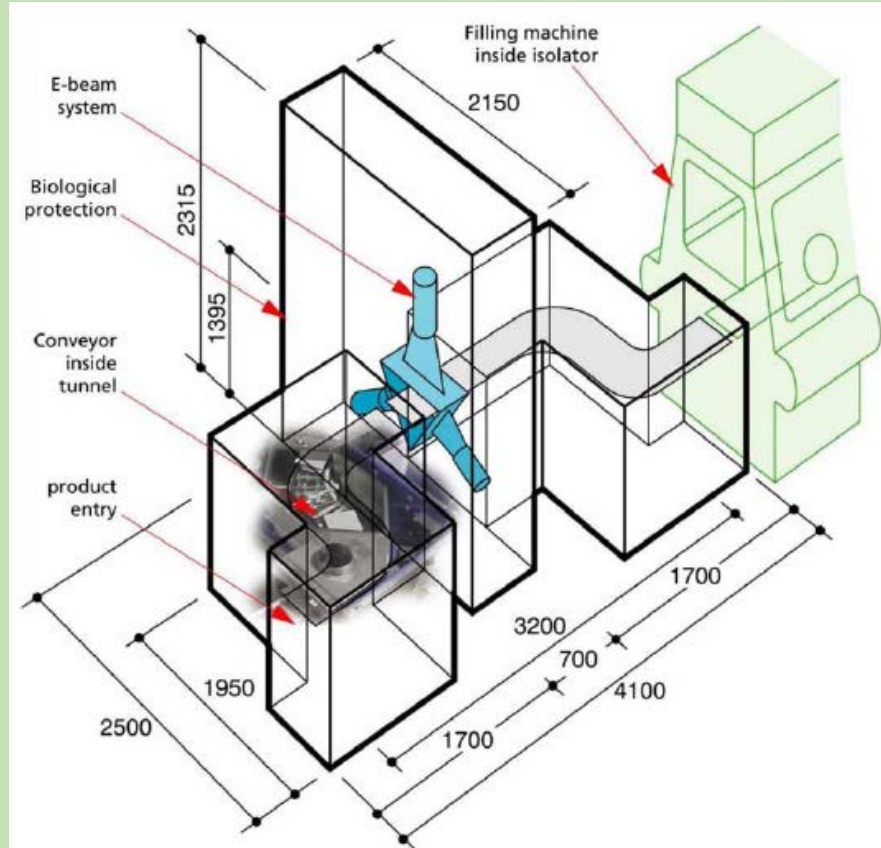 Filling machine
inside isolator
E-beam
system
2150
Biological
protection
2315
1395
Conveyor
inside
tunnel
product
entry
1700
3200
700
1950
4100
2500
1700